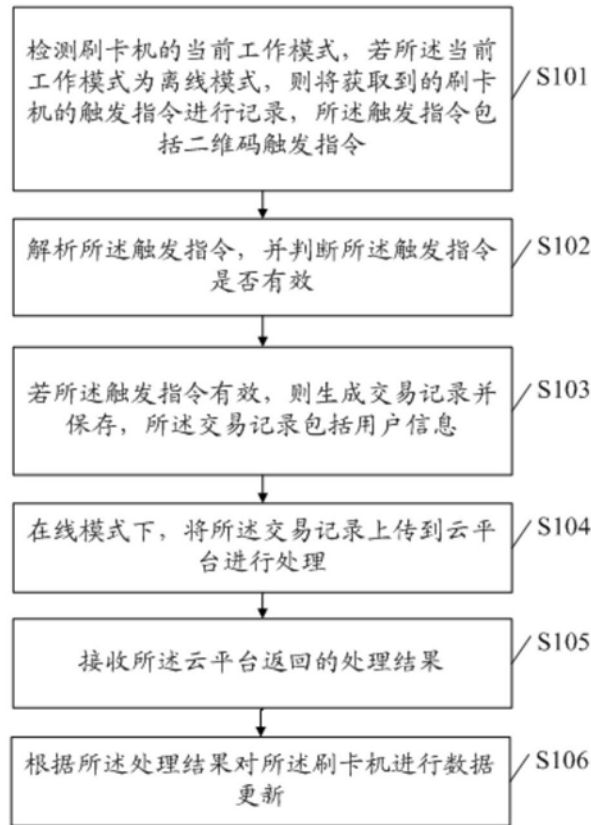 检测刷卡机的当前工作模式，若所述当前
工作模式为离线模式，则将获取到的刷卡
机的触发指令进行记录，所述触发指令包
括二维码触发指令
S101
解析所述触发指令，并判断所述触发指令
是否有效
S102
若所述触发指令有效，则生成交易记录并
保存，所述交易记录包括用户信息
S103
在线模式下，将所述交易记录上传到云平
台进行处理
S104
接收所述云平台返回的处理结果
S105
根据所述处理结果对所述刷卡机进行数据
更新
S106